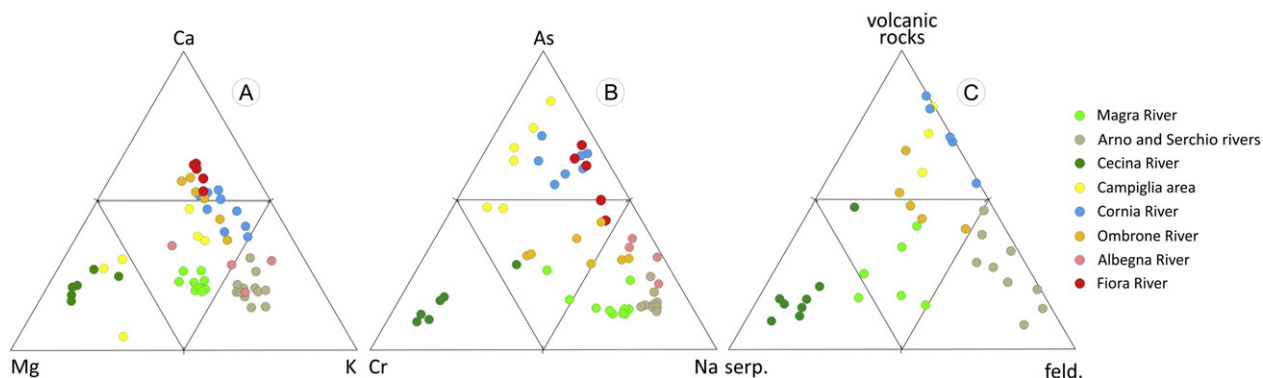 Ca
A
Mg
K
As
B
Cr
Na
volcanic
rocks
C
serp.
feld.
Magra River
Arno and Serchio rivers
Cecina River
Campiglia area
Cornia River
Ombrone River
Albegna River
Fiora River